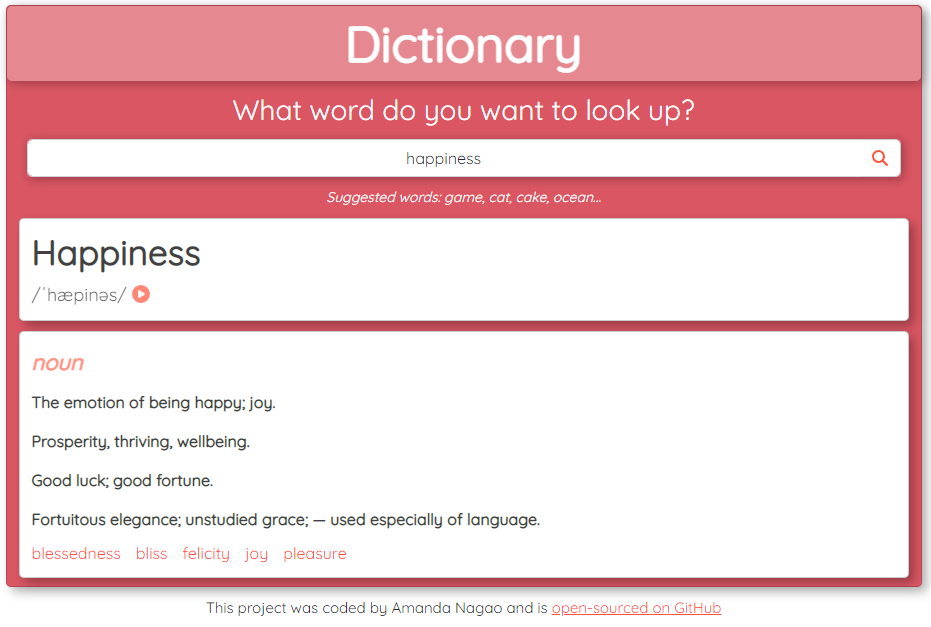 Dictionary
What word do you want to look up?
happiness
Suggested words: game, cat, cake, ocean...
Happiness
/ˈhæpinəs/
noun
The emotion of being happy; joy.
Prosperity, thriving, wellbeing.
Good luck; good fortune.
Fortuitous elegance; unstudied grace; — used especially of language.
blessedness bliss felicity joy pleasure
This project was coded by Amanda Nagao and is open-sourced on GitHub